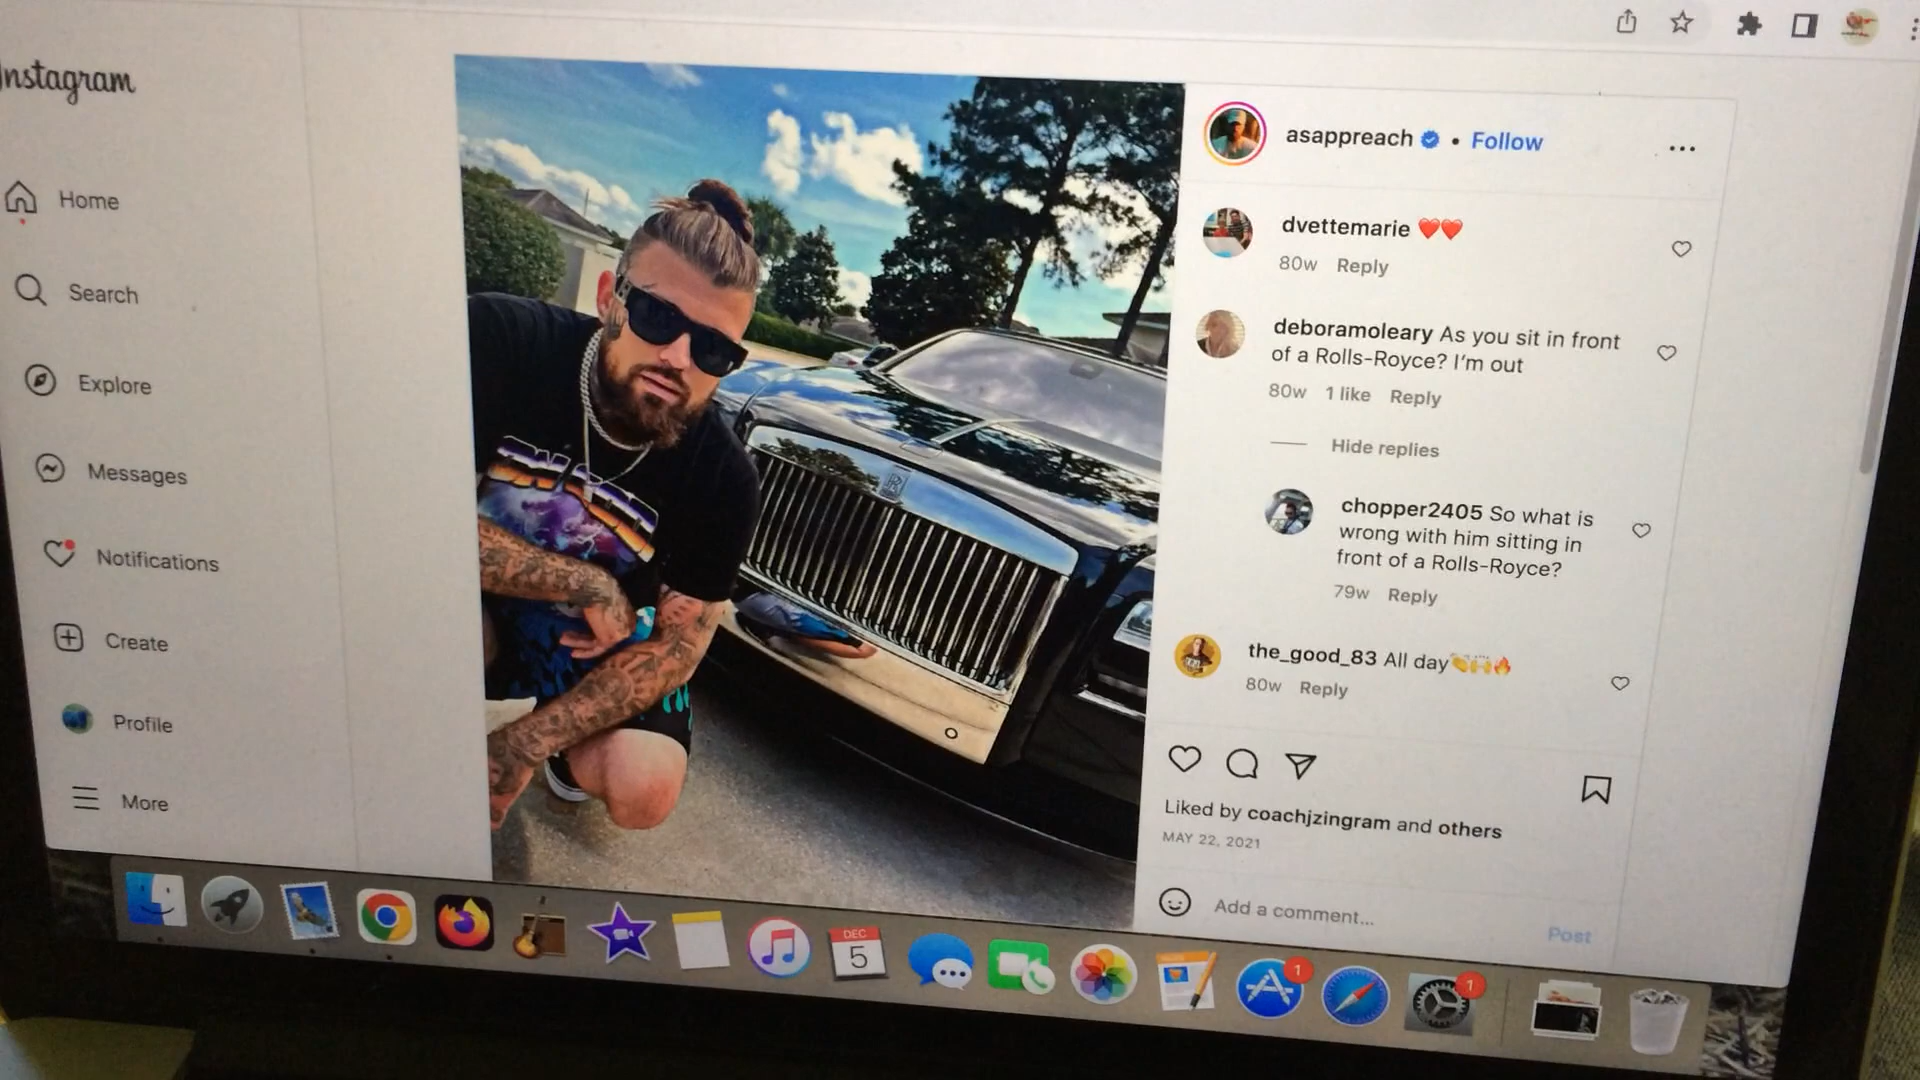 Instagram
Home
Search
Explore
Messages
Notifications
Create
Profile
More
asappreach • Follow
dvettemarie ❤️❤️
80w Reply
deboramoleary As you sit in front
of a Rolls-Royce? I'm out
80w 1 like Reply
Hide replies
chopper2405 So what is
wrong with him sitting in
front of a Rolls-Royce?
79w Reply
the_good_83 All day👏🙌🔥
80w Reply
Liked by coachjzingram and others
MAY 22, 2021
Add a comment...
Post
RR
DEC
5
1
1